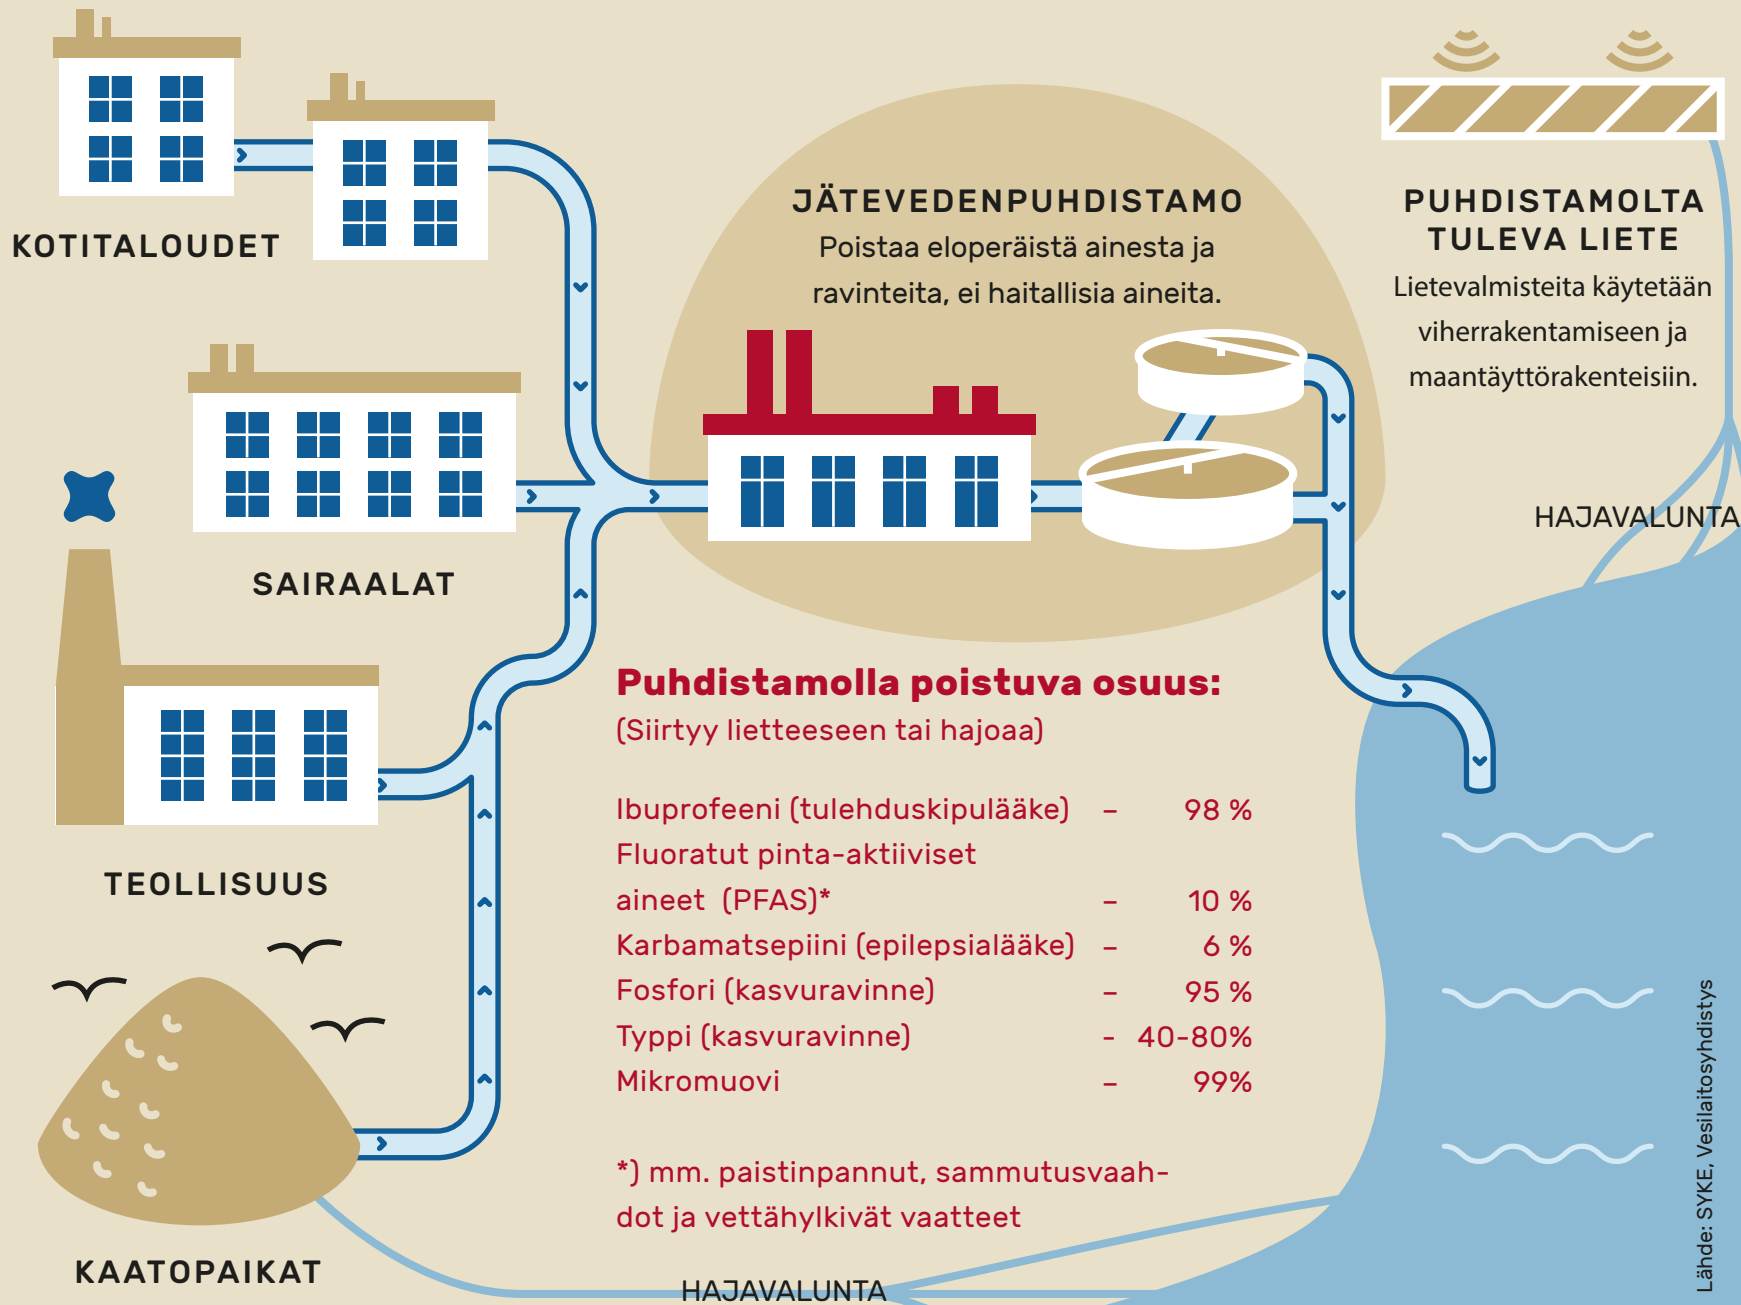 KOTITALOUDET
SAIRAALAT
TEOLLISUUS
KAATOPAIKAT
JÄTEVEDENPUHDISTAMO
Poistaa eloperäistä ainesta ja
ravinteita, ei haitallisia aineita.
PUHDISTAMOLTA
TULEVA LIETE
Lietevalmisteita käytetään
viherrakentamiseen ja
maantäyttörakenteisiin.
HAJAVALUNTA
Puhdistamolla poistuva osuus:
(Siirtyy lietteeseen tai hajoaa)
Ibuprofeeni (tulehduskipulääke) – 98 %
Fluoratut pinta-aktiiviset
aineet (PFAS)* – 10 %
Karbamatsepiini (epilepsialääke) – 6 %
Fosfori (kasvuravinne) – 95 %
Typpi (kasvuravinne) - 40-80%
Mikromuovi – 99%
*) mm. paistinpannut, sammutusvaah-
dot ja vettähylkivät vaatteet
HAJAVALUNTA
Lähde: SYKE, Vesilaitosyhdistys